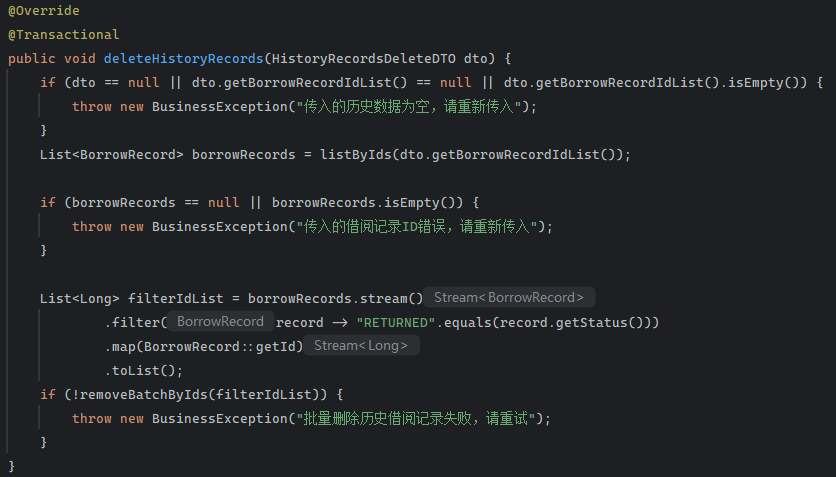 @Override
@Transactional
public void deleteHistoryRecords(HistoryRecordsDeleteDTO dto) {
    if (dto == null || dto.getBorrowRecordIdList() == null || dto.getBorrowRecordIdList().isEmpty()) {
        throw new BusinessException("传入的历史数据为空，请重新传入");
    }
    List<BorrowRecord> borrowRecords = listByIds(dto.getBorrowRecordIdList());
    if (borrowRecords == null || borrowRecords.isEmpty()) {
        throw new BusinessException("传入的借阅记录ID错误，请重新传入");
    }
    List<Long> filterIdList = borrowRecords.stream() Stream<BorrowRecord>
            .filter( BorrowRecord record -> "RETURNED".equals(record.getStatus()))
            .map(BorrowRecord::getId) Stream<Long>
            .toList();
    if (!removeBatchByIds(filterIdList)) {
        throw new BusinessException("批量删除历史借阅记录失败，请重试");
    }
}